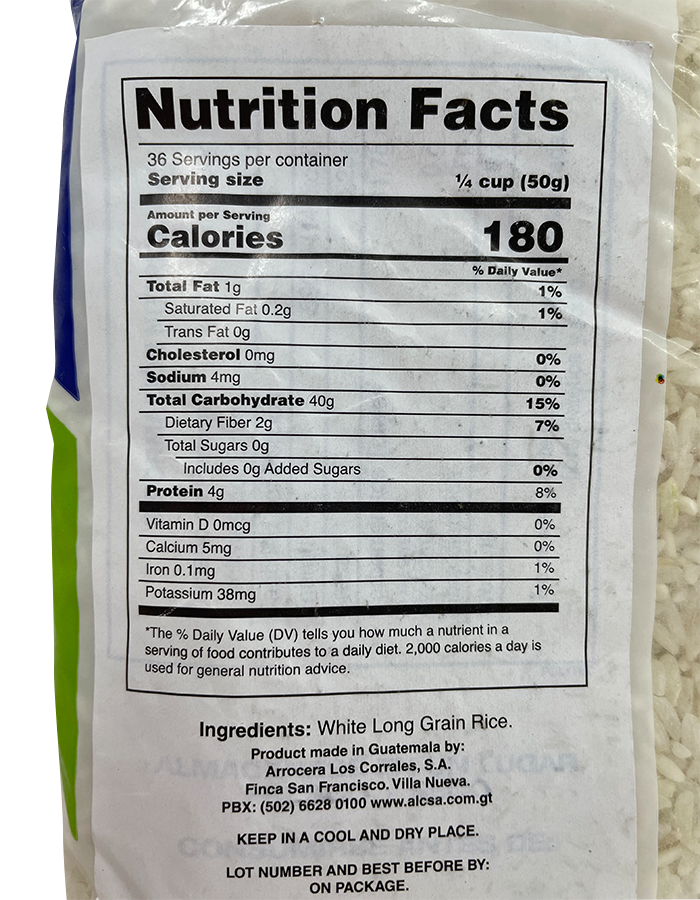 Nutrition Facts
36 Servings per container
Serving size ¼ cup (50g)
Amount per Serving
Calories 180
% Daily Value*
Total Fat 1g 1%
Saturated Fat 0.2g 1%
Trans Fat 0g
Cholesterol 0mg 0%
Sodium 4mg 0%
Total Carbohydrate 40g 15%
Dietary Fiber 2g 7%
Total Sugars 0g
Includes 0g Added Sugars 0%
Protein 4g 8%
Vitamin D 0mcg 0%
Calcium 5mg 0%
Iron 0.1mg 1%
Potassium 38mg 1%
*The % Daily Value (DV) tells you how much a nutrient in a
serving of food contributes to a daily diet. 2,000 calories a day is
used for general nutrition advice.
Ingredients: White Long Grain Rice.
Product made in Guatemala by:
Arrocera Los Corrales, S.A.
Finca San Francisco. Villa Nueva.
PBX: (502) 6628 0100 www.alcsa.com.gt
KEEP IN A COOL AND DRY PLACE.
LOT NUMBER AND BEST BEFORE BY:
ON PACKAGE.